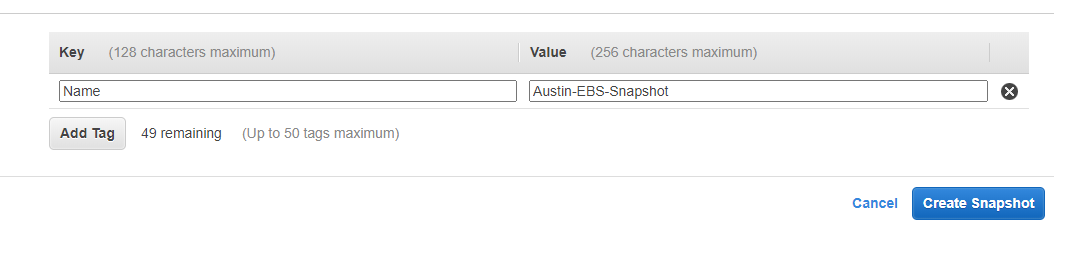 Key (128 characters maximum) Value (256 characters maximum)
Name Austin-EBS-Snapshot
Add Tag 49 remaining (Up to 50 tags maximum)
Cancel Create Snapshot